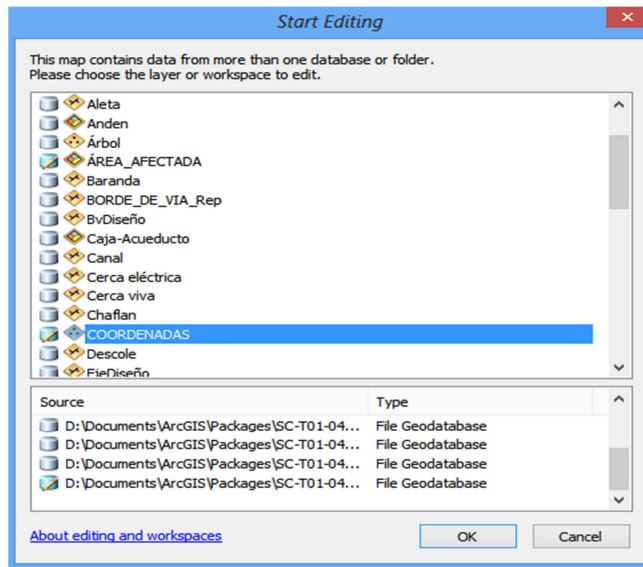 Start Editing
This map contains data from more than one database or folder.
Please choose the layer or workspace to edit.
Aleta
Anden
Árbol
ÁREA_AFECTADA
Baranda
BORDE_DE_VIA_Rep
BvDiseño
Caja-Acueducto
Canal
Cerca eléctrica
Cerca viva
Chaflan
COORDENADAS
Descole
EjeDiseño
Source Type
D:\Documents\ArcGIS\Packages\SC-T01-04... File Geodatabase
D:\Documents\ArcGIS\Packages\SC-T01-04... File Geodatabase
D:\Documents\ArcGIS\Packages\SC-T01-04... File Geodatabase
D:\Documents\ArcGIS\Packages\SC-T01-04... File Geodatabase
About editing and workspaces OK Cancel